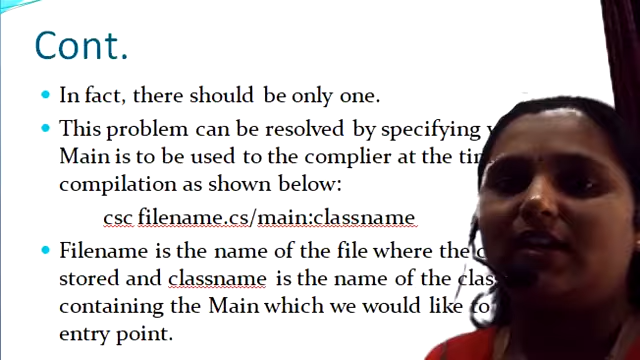 Cont.
In fact, there should be only one.
This problem can be resolved by specifying
Main is to be used to the complier at the
compilation as shown below:
csc filename.cs/main:classname
Filename is the name of the file where the
stored and classname is the name of the
containing the Main which we would like to
entry point.